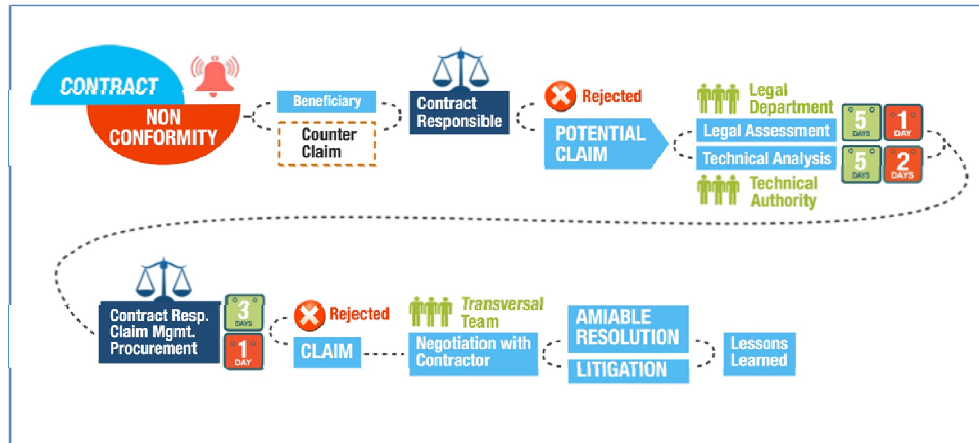 CONTRACT
NON
CONFORMITY
Beneficiary
Counter
Claim
Contract
Responsible
Rejected
POTENTIAL
CLAIM
Legal
Department
Legal Assessment
5
DAYS
1
DAY
Technical Analysis
5
DAYS
2
DAYS
Technical
Authority
Contract Resp.
Claim Mgmt.
Procurement
3
DAYS
1
DAY
Rejected
CLAIM
Transversal
Team
Negotiation with
Contractor
AMIABLE
RESOLUTION
LITIGATION
Lessons
Learned